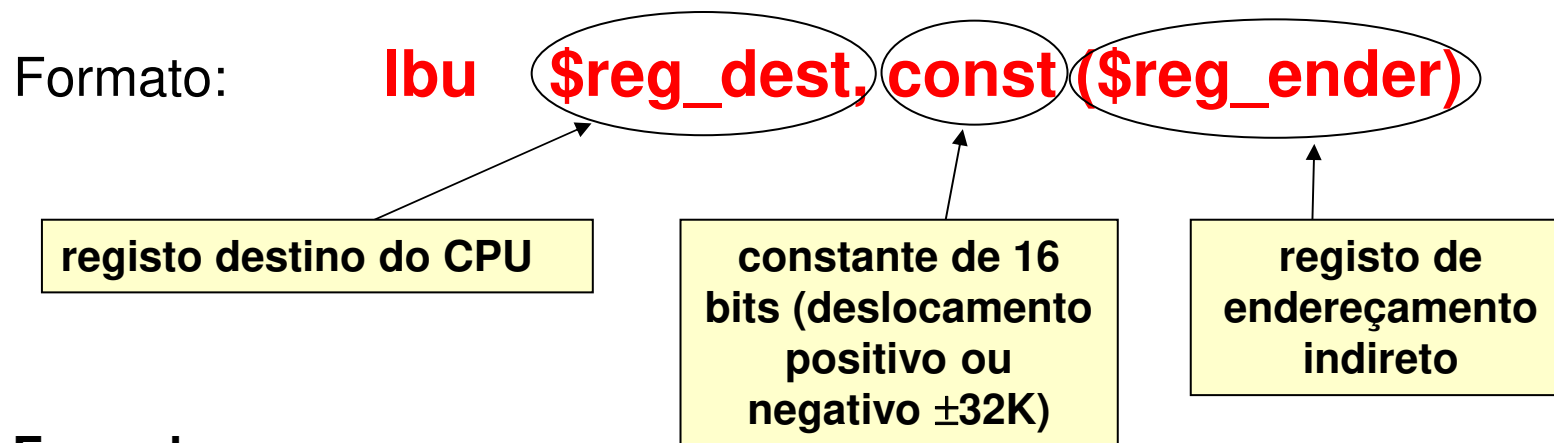 Formato: lbu $reg_dest, const ($reg_ender)
registo destino do CPU
constante de 16
bits (deslocamento
positivo ou
negativo ±32K)
registo de
endereçamento
indireto